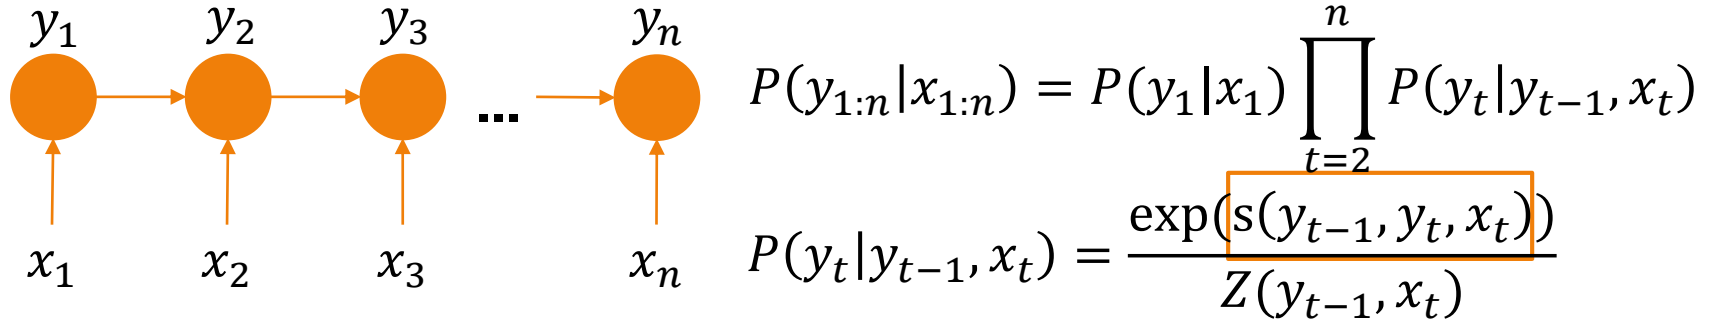 y₁ y₂ y₃ yₙ
...
x₁ x₂ x₃ xₙ
P(y₁:ₙ|x₁:ₙ) = P(y₁|x₁) ∏ₜ₌₂ⁿ P(yₜ|yₜ₋₁, xₜ)
P(yₜ|yₜ₋₁, xₜ) = exp(s(yₜ₋₁, yₜ, xₜ)) / Z(yₜ₋₁, xₜ)